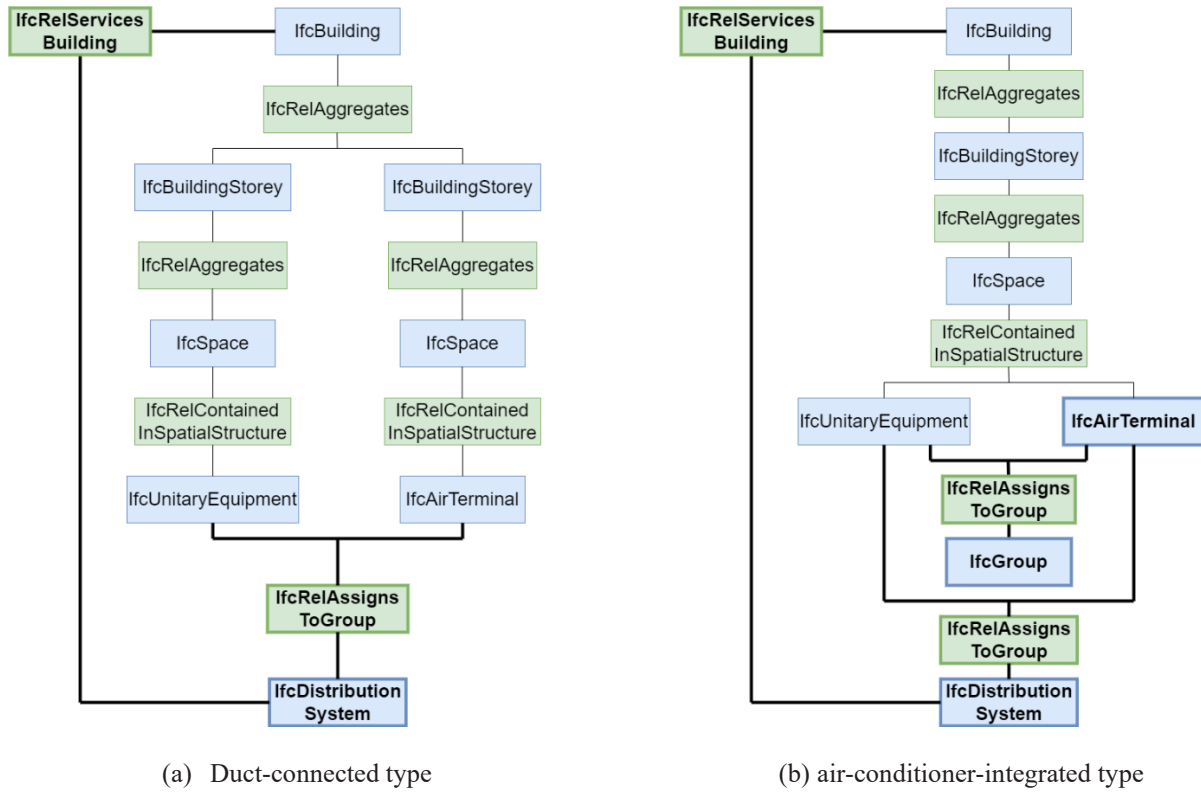 IfcRelServices
Building
IfcBuilding
IfcRelAggregates
IfcBuildingStorey
IfcBuildingStorey
IfcRelAggregates
IfcRelAggregates
IfcSpace
IfcSpace
IfcRelContained
InSpatialStructure
IfcRelContained
InSpatialStructure
IfcUnitaryEquipment
IfcAirTerminal
IfcRelAssigns
ToGroup
IfcDistribution
System
(a) Duct-connected type
IfcRelServices
Building
IfcBuilding
IfcRelAggregates
IfcBuildingStorey
IfcRelAggregates
IfcSpace
IfcRelContained
InSpatialStructure
IfcUnitaryEquipment
IfcAirTerminal
IfcRelAssigns
ToGroup
IfcGroup
IfcRelAssigns
ToGroup
IfcDistribution
System
(b) air-conditioner-integrated type